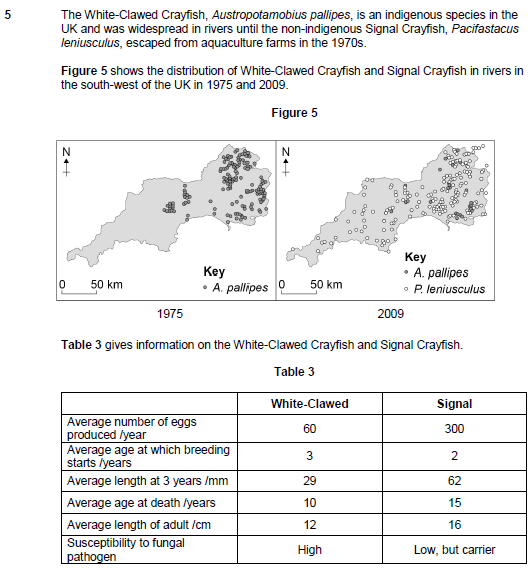 5 The White-Clawed Crayfish, Austropotamobius pallipes, is an indigenous species in the
UK and was widespread in rivers until the non-indigenous Signal Crayfish, Pacifastacus
leniusculus, escaped from aquaculture farms in the 1970s.
Figure 5 shows the distribution of White-Clawed Crayfish and Signal Crayfish in rivers in
the south-west of the UK in 1975 and 2009.
Figure 5
N
Key
A. pallipes
0 50 km
N
Key
A. pallipes
P. leniusculus
0 50 km
1975 2009
Table 3 gives information on the White-Clawed Crayfish and Signal Crayfish.
Table 3
White-Clawed Signal
Average number of eggs
produced /year 60 300
Average age at which breeding
starts /years 3 2
Average length at 3 years /mm 29 62
Average age at death /years 10 15
Average length of adult /cm 12 16
Susceptibility to fungal
pathogen High Low, but carrier